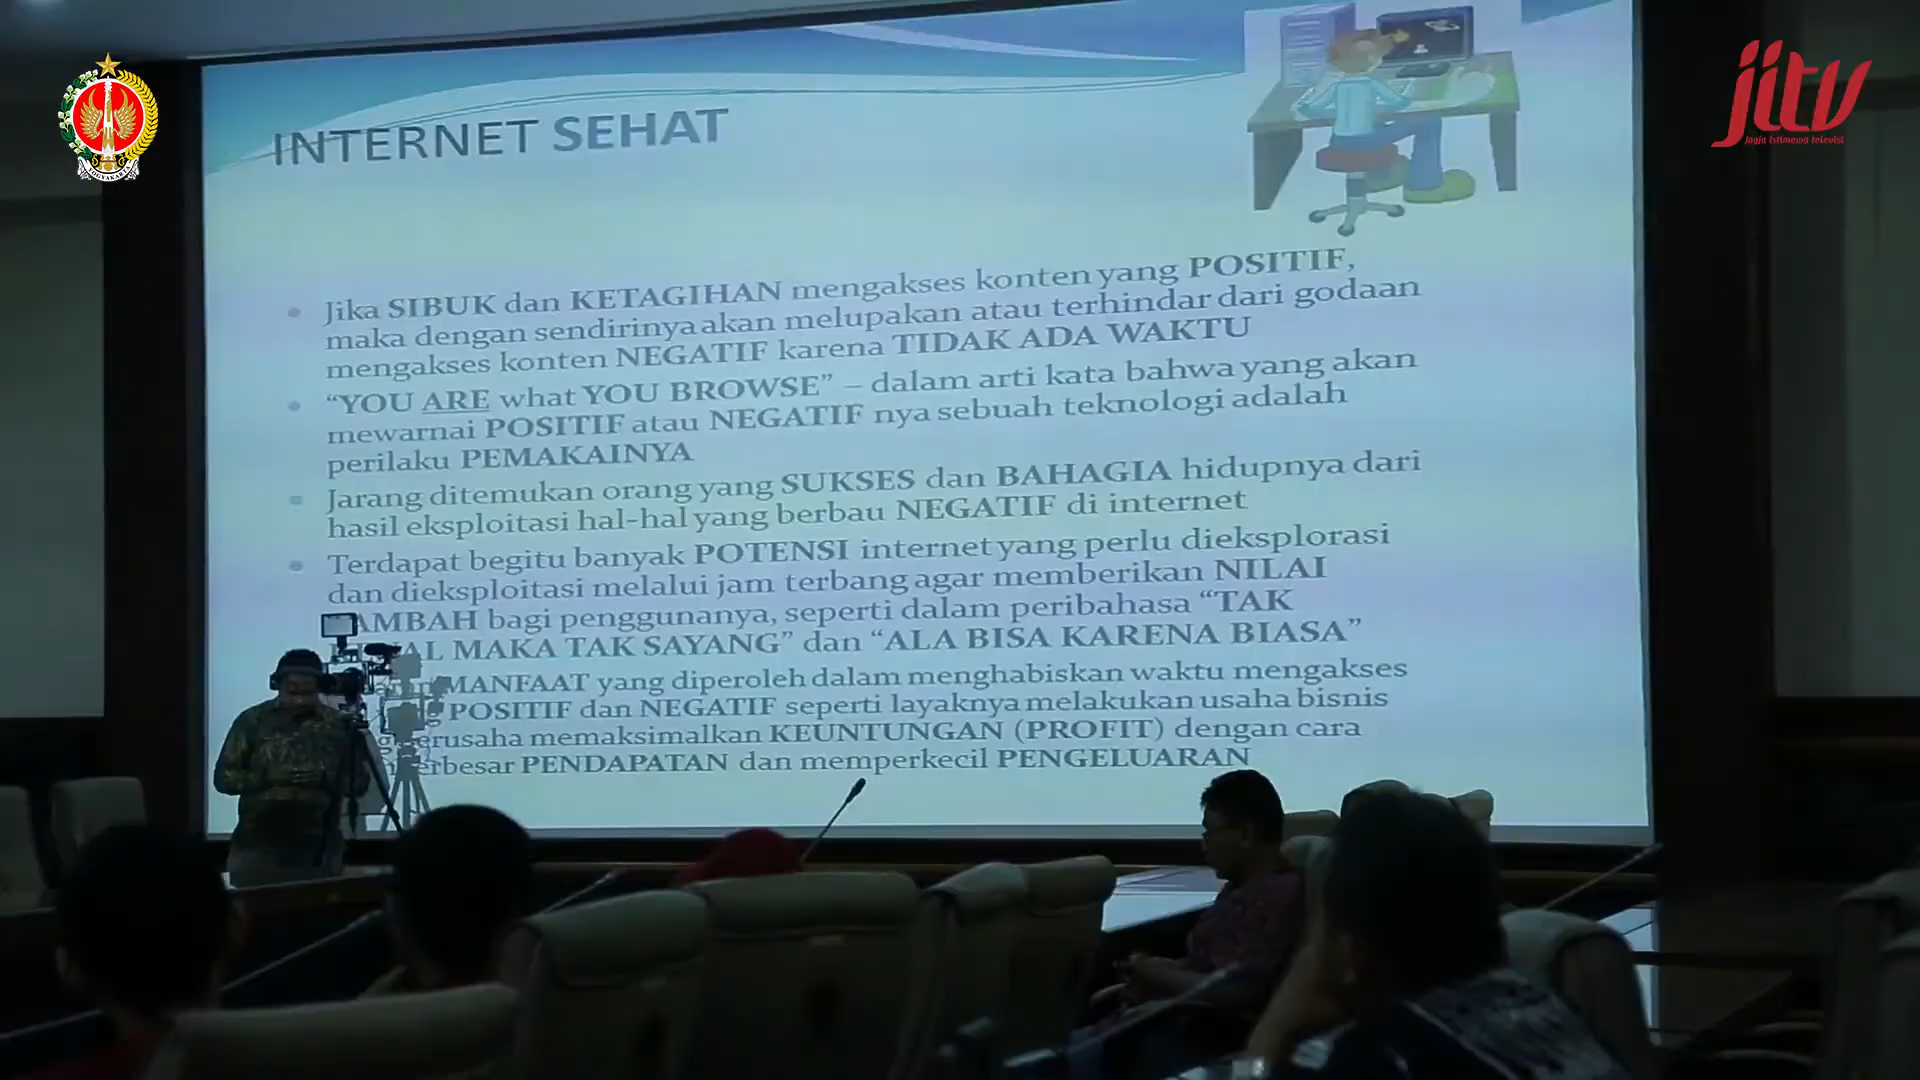 YOGYAKARTA
jitv
jogja istimewa televisi
INTERNET SEHAT
Jika SIBUK dan KETAGIHAN mengakses konten yang POSITIF,
maka dengan sendirinya akan melupakan atau terhindar dari godaan
mengakses konten NEGATIF karena TIDAK ADA WAKTU
“YOU ARE what YOU BROWSE” – dalam arti kata bahwa yang akan
mewarnai POSITIF atau NEGATIF nya sebuah teknologi adalah
perilaku PEMAKAINYA
Jarang ditemukan orang yang SUKSES dan BAHAGIA hidupnya dari
hasil eksploitasi hal-hal yang berbau NEGATIF di internet
Terdapat begitu banyak POTENSI internet yang perlu dieksplorasi
dan dieksploitasi melalui jam terbang agar memberikan NILAI
bagi penggunanya, seperti dalam peribahasa “TAK
MAKA TAK SAYANG” dan “ALA BISA KARENA BIASA”
MANFAAT yang diperoleh dalam menghabiskan waktu mengakses
POSITIF dan NEGATIF seperti layaknya melakukan usaha bisnis
memaksimalkan KEUNTUNGAN (PROFIT) dengan cara
PENDAPATAN dan memperkecil PENGELUARAN